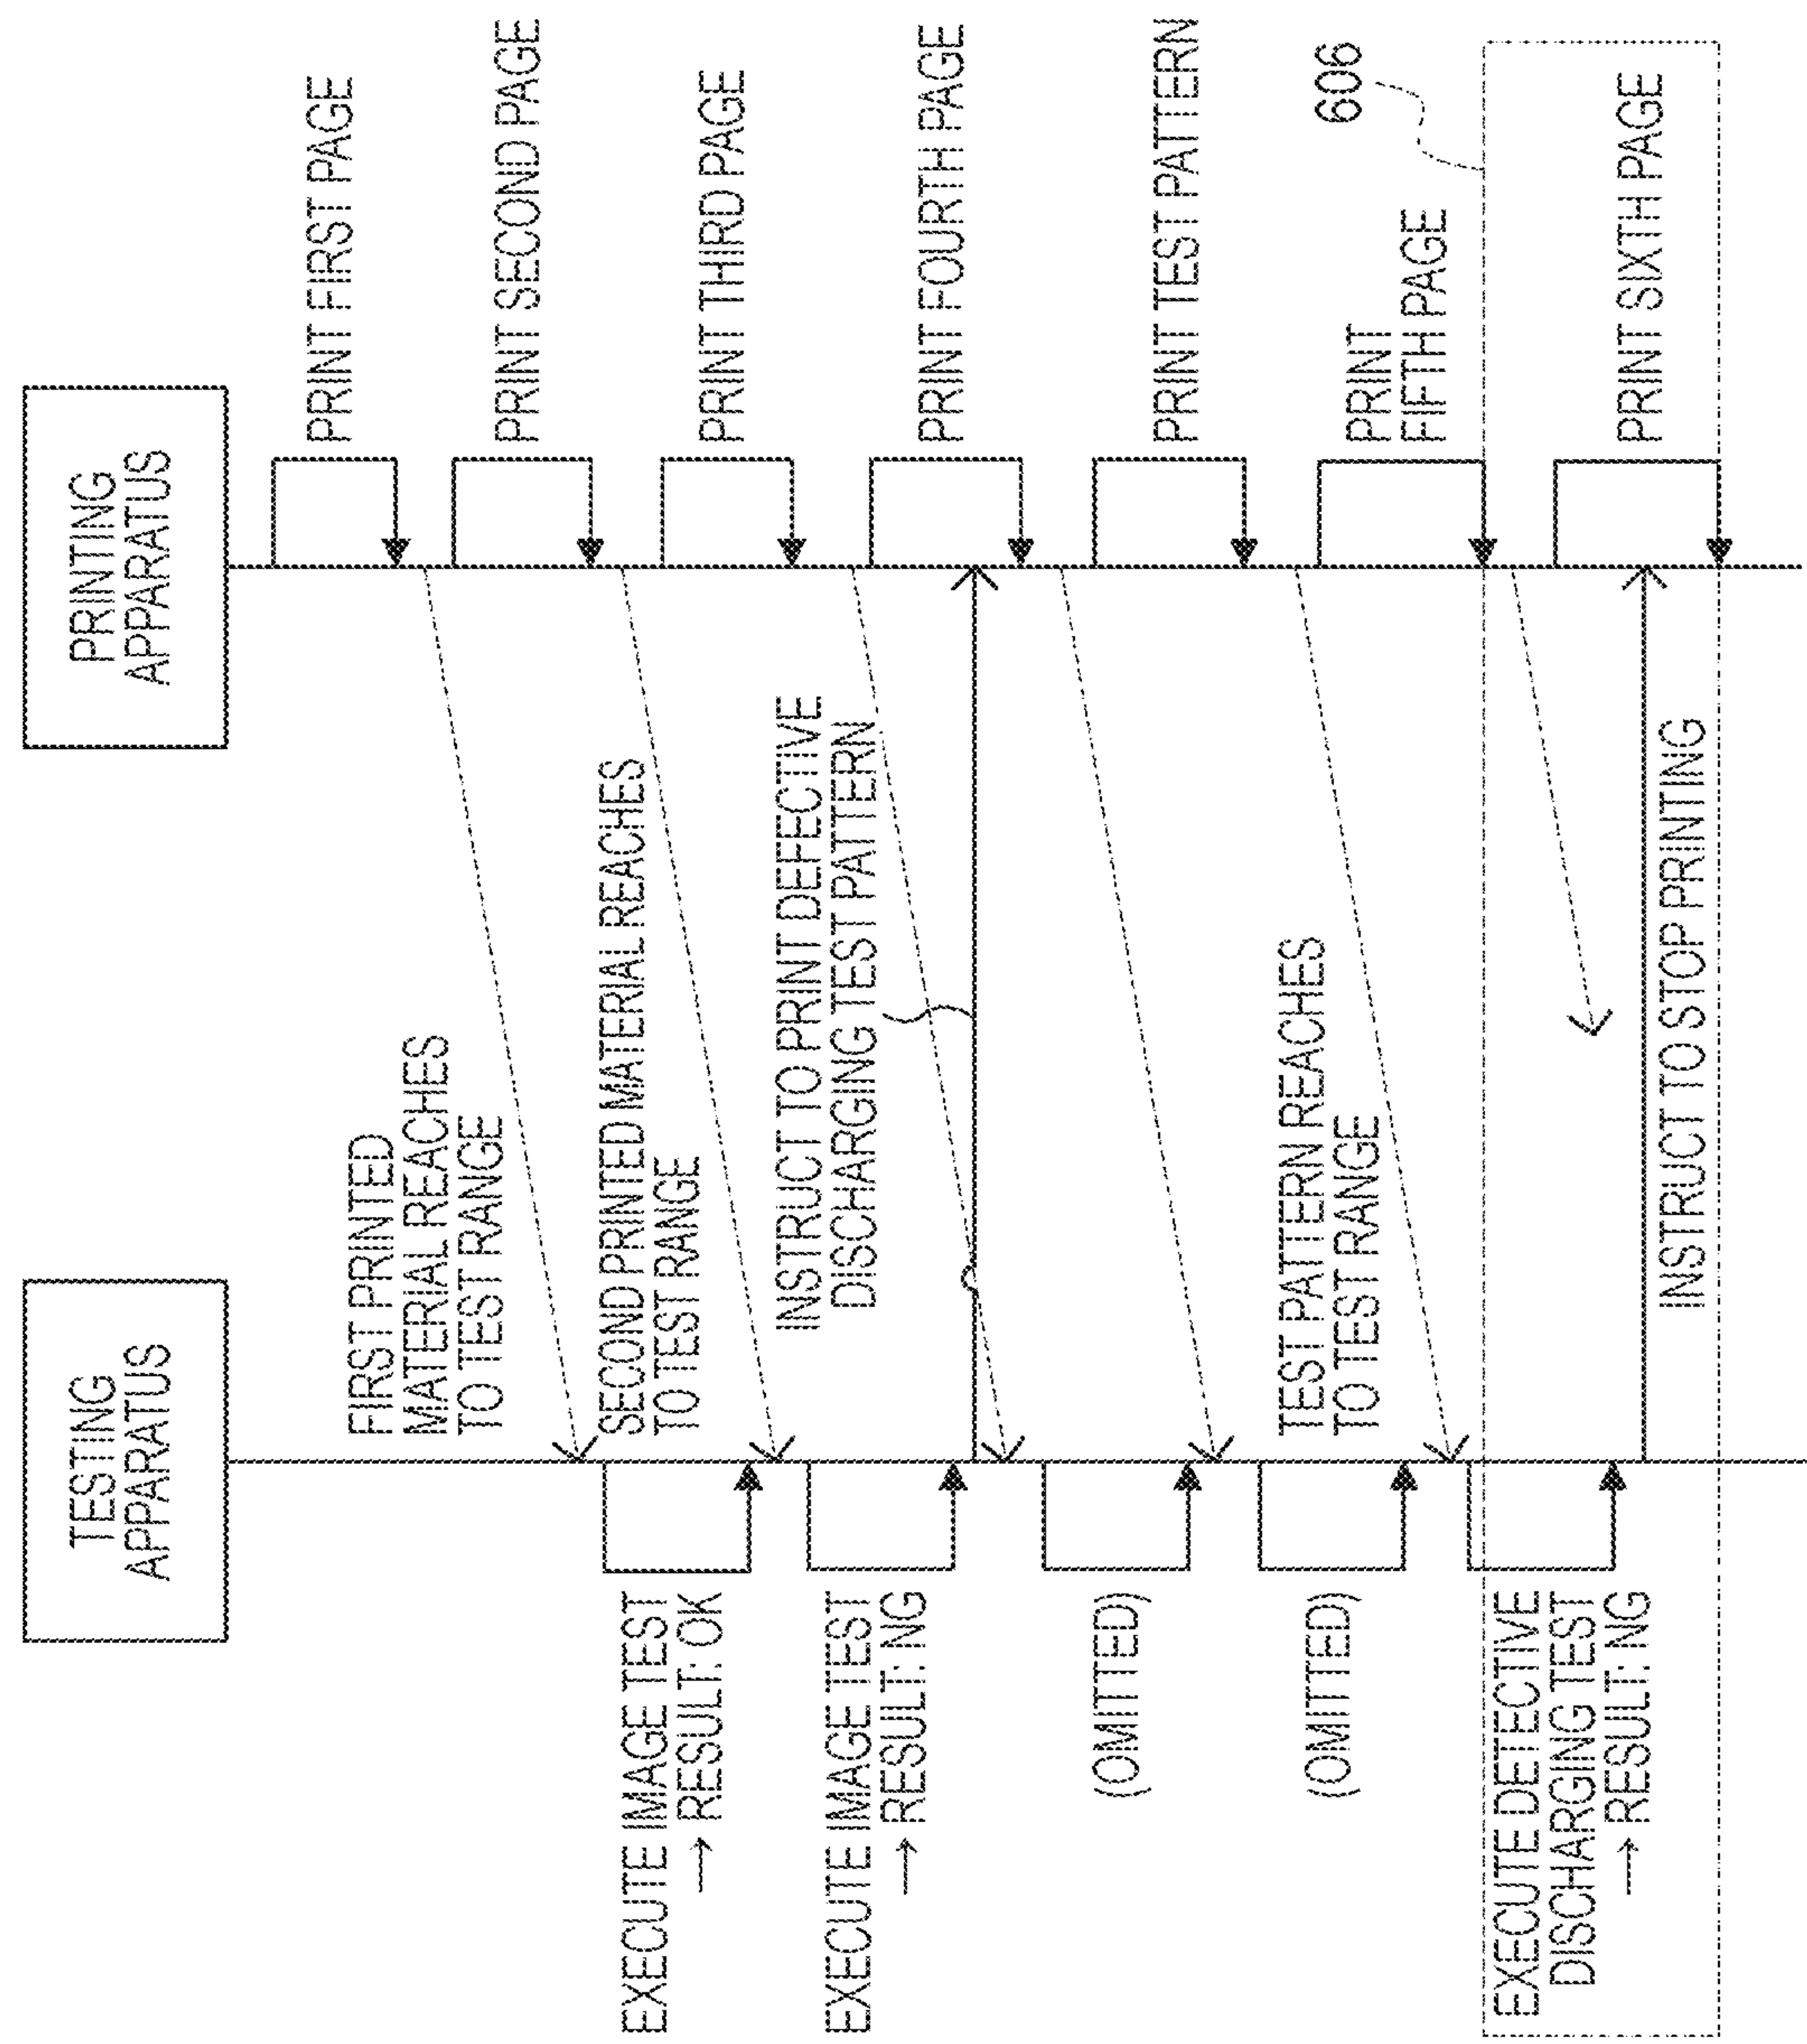 TESTING
APPARATUS
PRINTING
APPARATUS
PRINT FIRST PAGE
FIRST PRINTED
MATERIAL REACHES
TO TEST RANGE
PRINT SECOND PAGE
EXECUTE IMAGE TEST
→ RESULT: OK
SECOND PRINTED MATERIAL REACHES
TO TEST RANGE
PRINT THIRD PAGE
EXECUTE IMAGE TEST
→ RESULT: NG
INSTRUCT TO PRINT DEFECTIVE
DISCHARGING TEST PATTERN
PRINT FOURTH PAGE
(OMITTED)
PRINT TEST PATTERN
(OMITTED)
TEST PATTERN REACHES
TO TEST RANGE
PRINT
FIFTH PAGE
606
EXECUTE DETECTIVE
DISCHARGING TEST
→ RESULT: NG
INSTRUCT TO STOP PRINTING
PRINT SIXTH PAGE